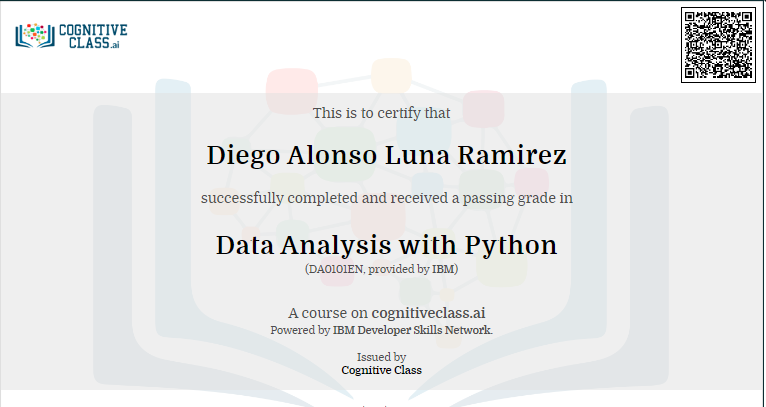 COGNITIVE
CLASS.ai
This is to certify that
Diego Alonso Luna Ramirez
successfully completed and received a passing grade in
Data Analysis with Python
(DA0101EN, provided by IBM)
A course on cognitiveclass.ai
Powered by IBM Developer Skills Network.
Issued by
Cognitive Class